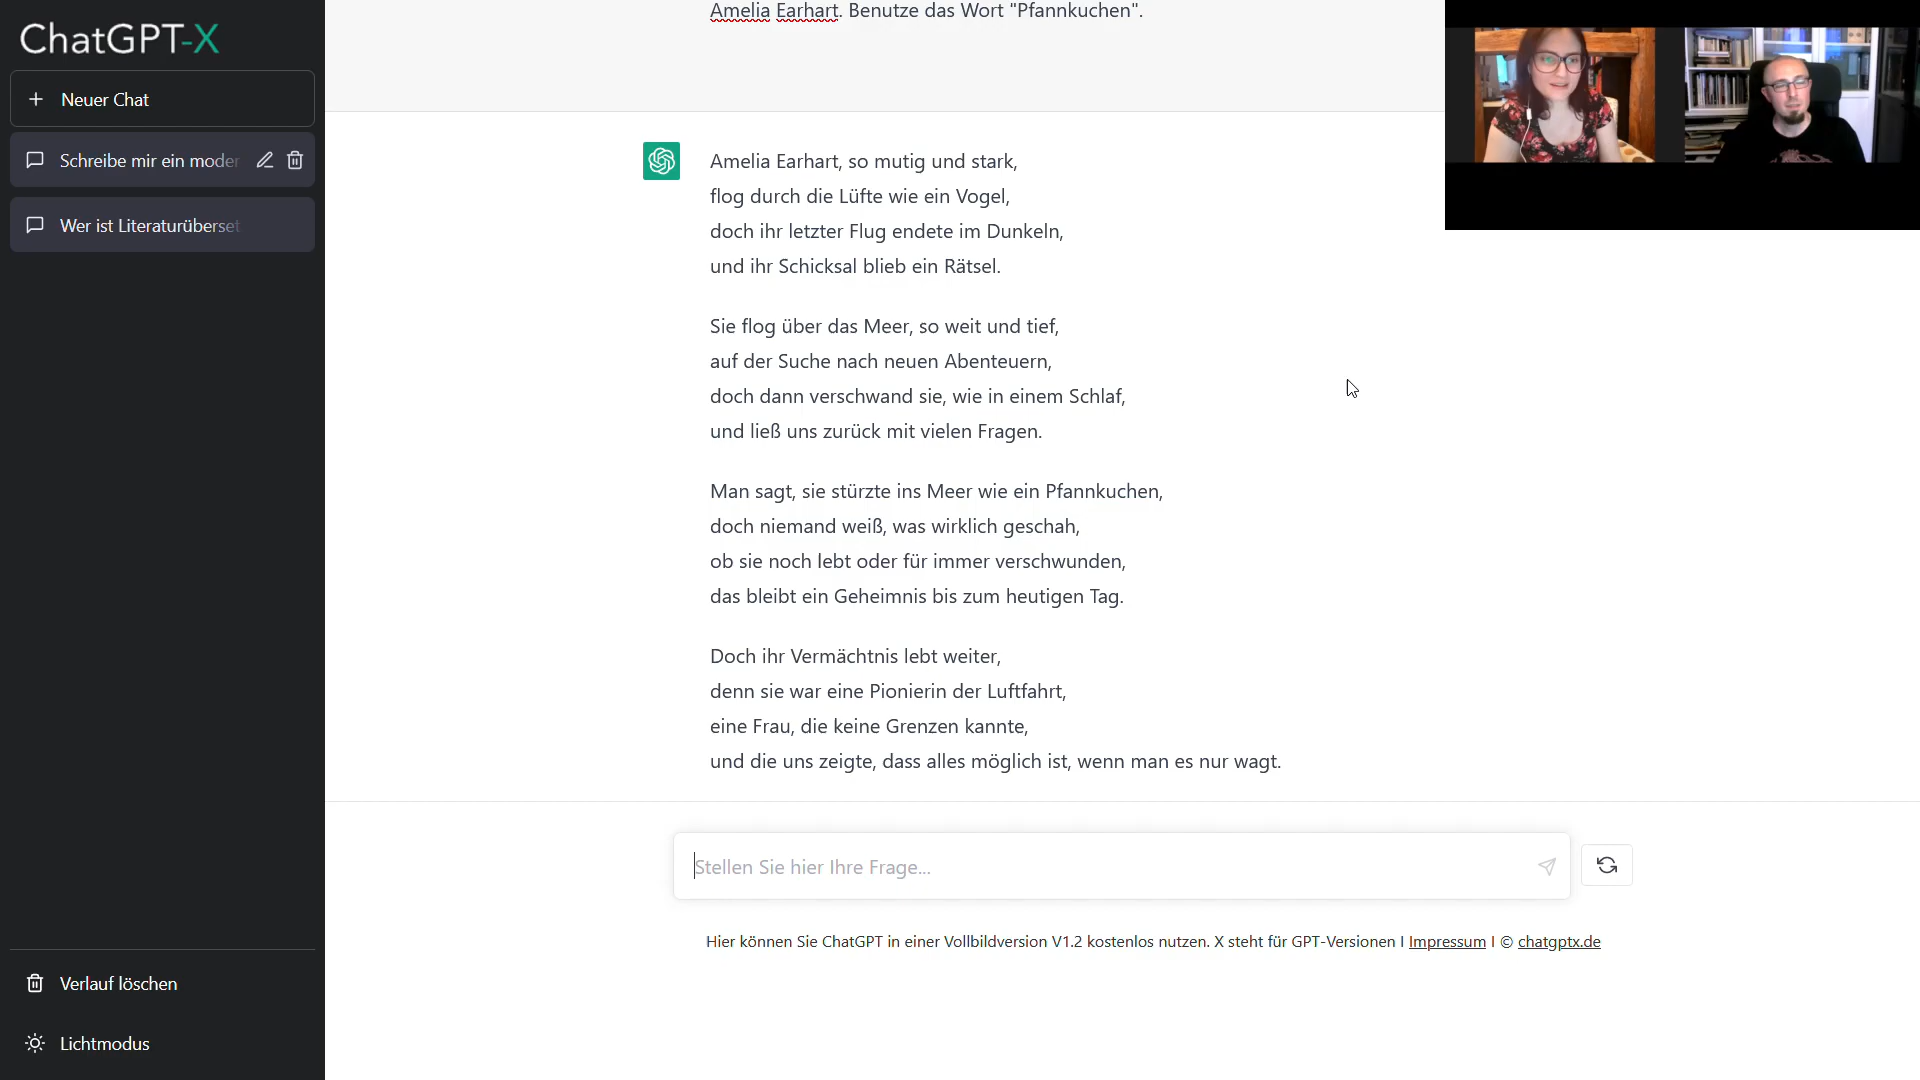 ChatGPT-X
Neuer Chat
Schreibe mir ein moder
Wer ist Literaturüberset
Verlauf löschen
Lichtmodus
Amelia Earhart. Benutze das Wort "Pfannkuchen".
Amelia Earhart, so mutig und stark,
flog durch die Lüfte wie ein Vogel,
doch ihr letzter Flug endete im Dunkeln,
und ihr Schicksal blieb ein Rätsel.
Sie flog über das Meer, so weit und tief,
auf der Suche nach neuen Abenteuern,
doch dann verschwand sie, wie in einem Schlaf,
und ließ uns zurück mit vielen Fragen.
Man sagt, sie stürzte ins Meer wie ein Pfannkuchen,
doch niemand weiß, was wirklich geschah,
ob sie noch lebt oder für immer verschwunden,
das bleibt ein Geheimnis bis zum heutigen Tag.
Doch ihr Vermächtnis lebt weiter,
denn sie war eine Pionierin der Luftfahrt,
eine Frau, die keine Grenzen kannte,
und die uns zeigte, dass alles möglich ist, wenn man es nur wagt.
Stellen Sie hier Ihre Frage...
Hier können Sie ChatGPT in einer Vollbildversion V1.2 kostenlos nutzen. X steht für GPT-Versionen I Impressum I © chatgptx.de